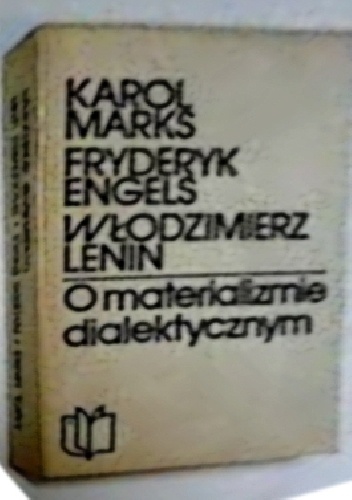 KAROL
MARKS
FRYDERYK
ENGELS
WŁODZIMIERZ
LENIN
O materializmie
dialektycznym